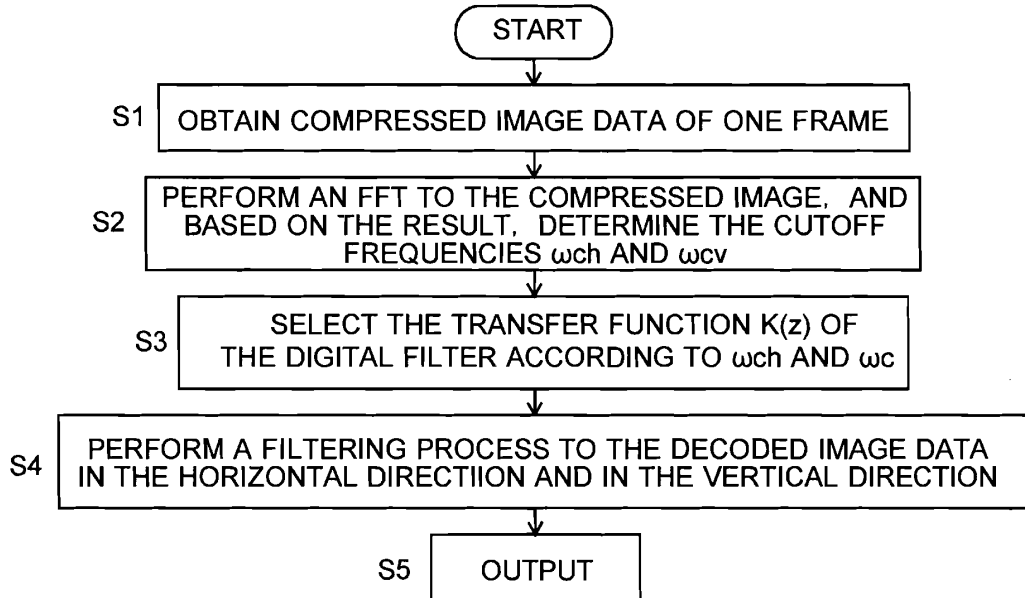 START
S1
OBTAIN COMPRESSED IMAGE DATA OF ONE FRAME
S2
PERFORM AN FFT TO THE COMPRESSED IMAGE, AND
BASED ON THE RESULT, DETERMINE THE CUTOFF
FREQUENCIES ωch AND ωcv
S3
SELECT THE TRANSFER FUNCTION K(z) OF
THE DIGITAL FILTER ACCORDING TO ωch AND ωc
S4
PERFORM A FILTERING PROCESS TO THE DECODED IMAGE DATA
IN THE HORIZONTAL DIRECTIION AND IN THE VERTICAL DIRECTION
S5
OUTPUT